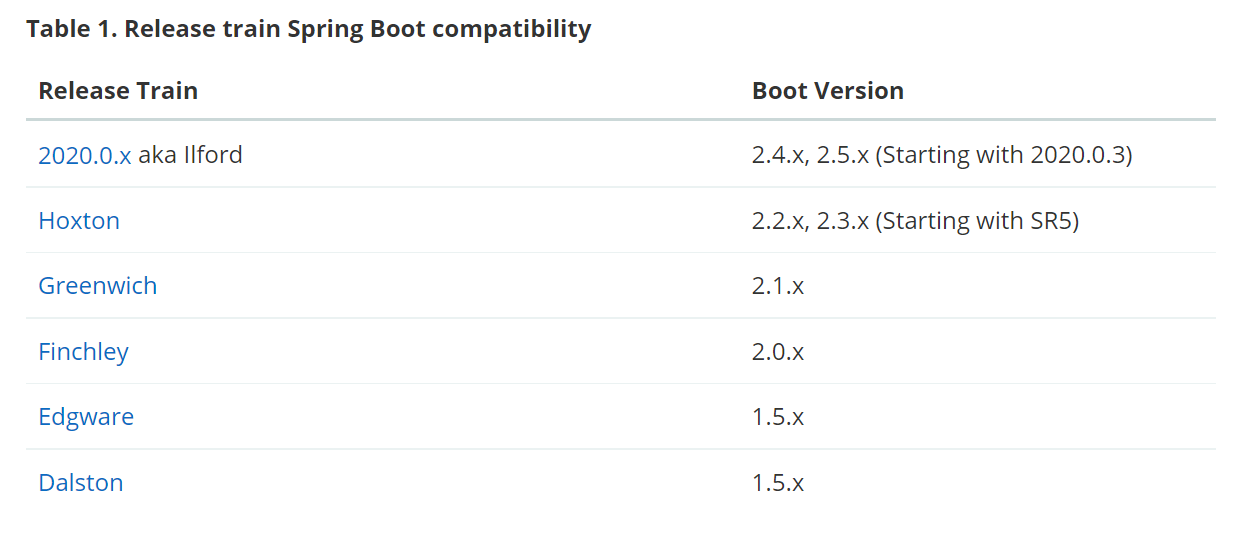 Table 1. Release train Spring Boot compatibility
Release Train Boot Version
2020.0.x aka Ilford 2.4.x, 2.5.x (Starting with 2020.0.3)
Hoxton 2.2.x, 2.3.x (Starting with SR5)
Greenwich 2.1.x
Finchley 2.0.x
Edgware 1.5.x
Dalston 1.5.x